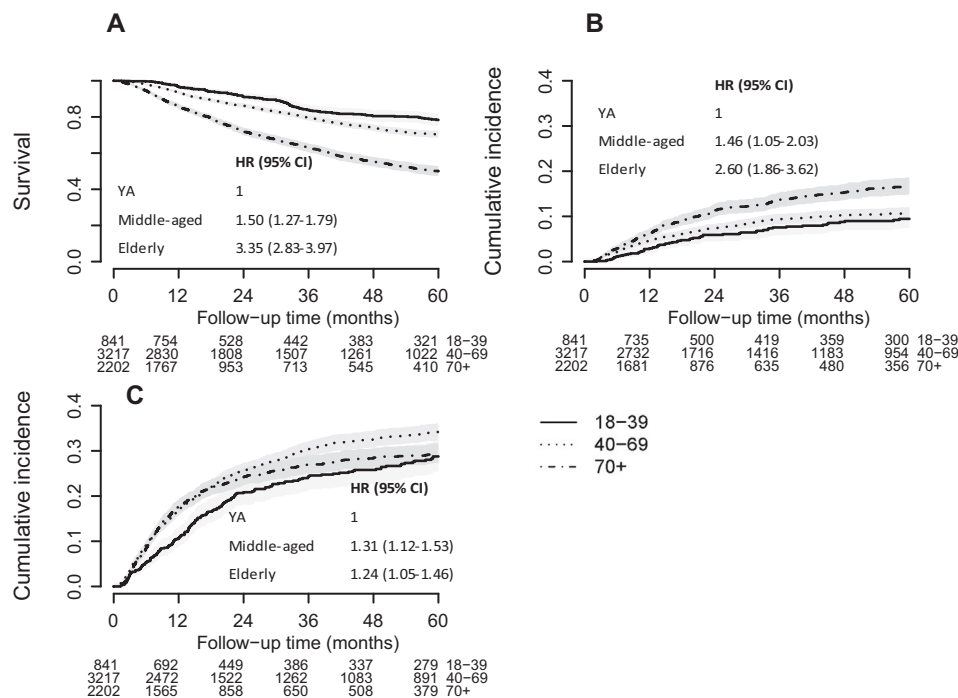 A
Survival
0.0 0.4 0.8
HR (95% CI)
YA 1
Middle-aged 1.50 (1.27-1.79)
Elderly 3.35 (2.83-3.97)
0 12 24 36 48 60
Follow−up time (months)
841 754 528 442 383 321 18−39
3217 2830 1808 1507 1261 1022 40−69
2202 1767 953 713 545 410 70+
B
Cumulative incidence
0.0 0.1 0.2 0.3 0.4
HR (95% CI)
YA 1
Middle-aged 1.46 (1.05-2.03)
Elderly 2.60 (1.86-3.62)
0 12 24 36 48 60
Follow−up time (months)
841 735 500 419 359 300 18−39
3217 2732 1716 1416 1183 954 40−69
2202 1681 876 635 480 356 70+
C
Cumulative incidence
0.0 0.1 0.2 0.3 0.4
HR (95% CI)
YA 1
Middle-aged 1.31 (1.12-1.53)
Elderly 1.24 (1.05-1.46)
0 12 24 36 48 60
Follow−up time (months)
841 692 449 386 337 279 18−39
3217 2472 1522 1262 1083 891 40−69
2202 1565 858 650 508 379 70+
18−39
40−69
70+